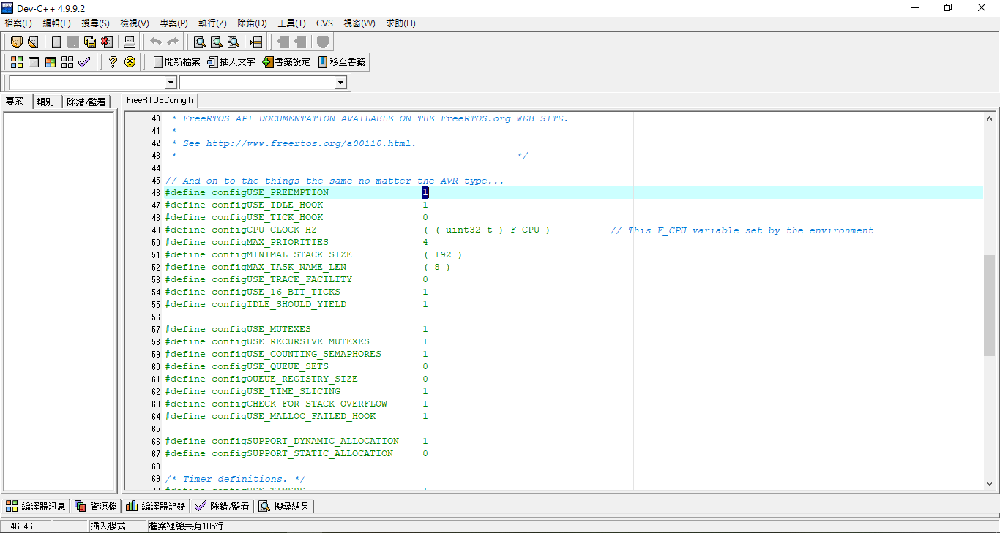 Dev-C++ 4.9.9.2
檔案(F) 編輯(E) 搜尋(S) 檢視(V) 專案(P) 執行(Z) 除錯(D) 工具(T) CVS 視窗(W) 求助(H)
開新檔案 插入文字 書籤設定 移至書籤
專案 類別 除錯/監看 FreeRTOSConfig.h
40 * FreeRTOS API DOCUMENTATION AVAILABLE ON THE FreeRTOS.org WEB SITE.
41 *
42 * See http://www.freertos.org/a00110.html.
43 *----------------------------------------------------------*/
44
45 // And on to the things the same no matter the AVR type...
46 #define configUSE_PREEMPTION 1
47 #define configUSE_IDLE_HOOK 1
48 #define configUSE_TICK_HOOK 0
49 #define configCPU_CLOCK_HZ ( ( uint32_t ) F_CPU ) // This F_CPU variable set by the environment
50 #define configMAX_PRIORITIES 4
51 #define configMINIMAL_STACK_SIZE ( 192 )
52 #define configMAX_TASK_NAME_LEN ( 8 )
53 #define configUSE_TRACE_FACILITY 0
54 #define configUSE_16_BIT_TICKS 1
55 #define configIDLE_SHOULD_YIELD 1
56
57 #define configUSE_MUTEXES 1
58 #define configUSE_RECURSIVE_MUTEXES 1
59 #define configUSE_COUNTING_SEMAPHORES 1
60 #define configUSE_QUEUE_SETS 0
61 #define configQUEUE_REGISTRY_SIZE 0
62 #define configUSE_TIME_SLICING 1
63 #define configCHECK_FOR_STACK_OVERFLOW 1
64 #define configUSE_MALLOC_FAILED_HOOK 1
65
66 #define configSUPPORT_DYNAMIC_ALLOCATION 1
67 #define configSUPPORT_STATIC_ALLOCATION 0
68
69 /* Timer definitions. */
70 #define configUSE_TIMERS 1
編譯器訊息 資源檔 編譯器記錄 除錯/監看 搜尋結果
46: 46 插入模式 檔案裡總共有105行